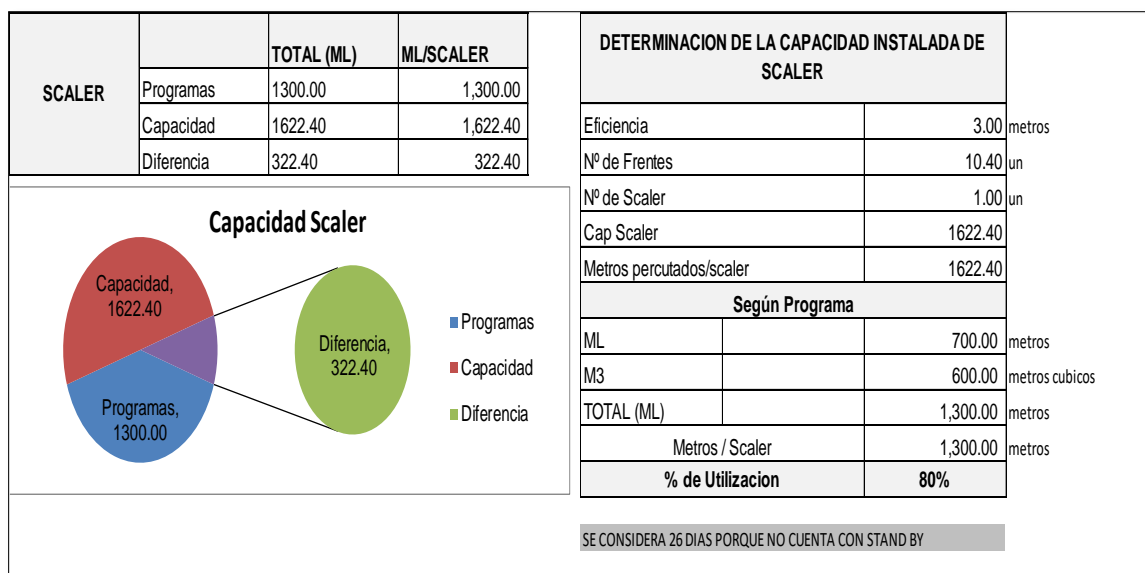 TOTAL (ML) ML/SCALER
SCALER
Programas 1300.00 1,300.00
Capacidad 1622.40 1,622.40
Diferencia 322.40 322.40
Capacidad Scaler
Capacidad,
1622.40
Programas,
1300.00
Diferencia,
322.40
Programas
Capacidad
Diferencia
DETERMINACION DE LA CAPACIDAD INSTALADA DE
SCALER
Eficiencia 3.00 metros
Nº de Frentes 10.40 un
Nº de Scaler 1.00 un
Cap Scaler 1622.40
Metros percutados/scaler 1622.40
Según Programa
ML 700.00 metros
M3 600.00 metros cubicos
TOTAL (ML) 1,300.00 metros
Metros / Scaler 1,300.00 metros
% de Utilizacion 80%
SE CONSIDERA 26 DIAS PORQUE NO CUENTA CON STAND BY